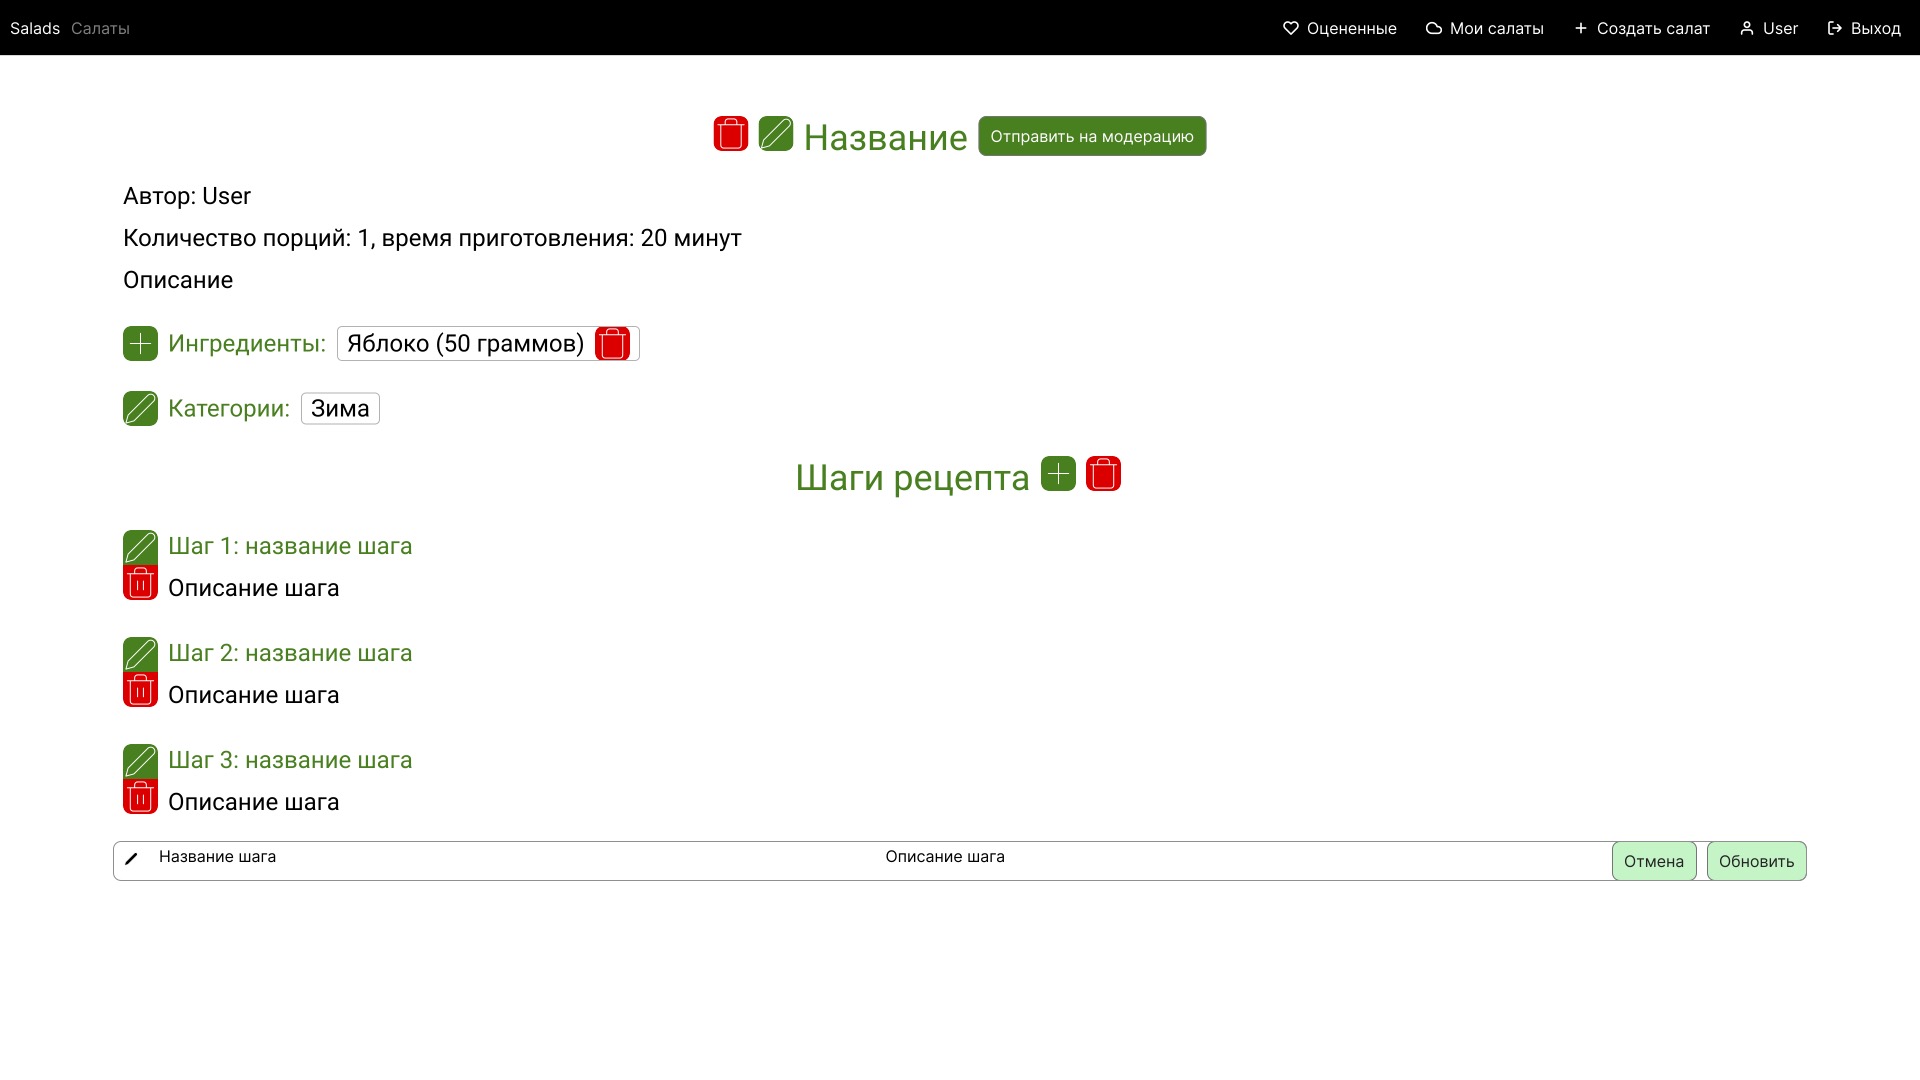 Salads Салаты Оцененные Мои салаты Создать салат User Выход
Название Отправить на модерацию
Автор: User
Количество порций: 1, время приготовления: 20 минут
Описание
Ингредиенты: Яблоко (50 граммов)
Категории: Зима
Шаги рецепта
Шаг 1: название шага
Описание шага
Шаг 2: название шага
Описание шага
Шаг 3: название шага
Описание шага
Название шага Описание шага Отмена Обновить